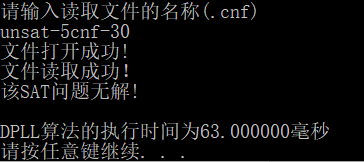 请输入读取文件的名称(.cnf)
unsat-5cnf-30
文件打开成功!
文件读取成功！
该SAT问题无解!
DPLL算法的执行时间为63.000000毫秒
请按任意键继续. . .